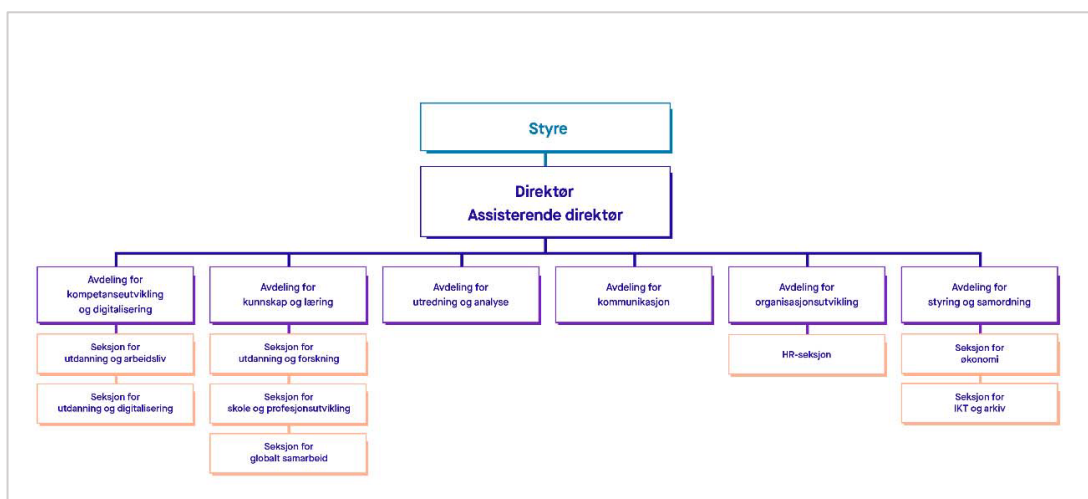 Styre
Direktør
Assisterende direktør
Avdeling for
kompetanseutvikling
og digitalisering
Seksjon for
utdanning og arbeidsliv
Seksjon for
utdanning og digitalisering
Avdeling for
kunnskap og læring
Seksjon for
utdanning og forskning
Seksjon for
skole og profesjonsutvikling
Seksjon for
globalt samarbeid
Avdeling for
utredning og analyse
Avdeling for
kommunikasjon
Avdeling for
organisasjonsutvikling
HR-seksjon
Avdeling for
styring og samordning
Seksjon for
økonomi
Seksjon for
IKT og arkiv